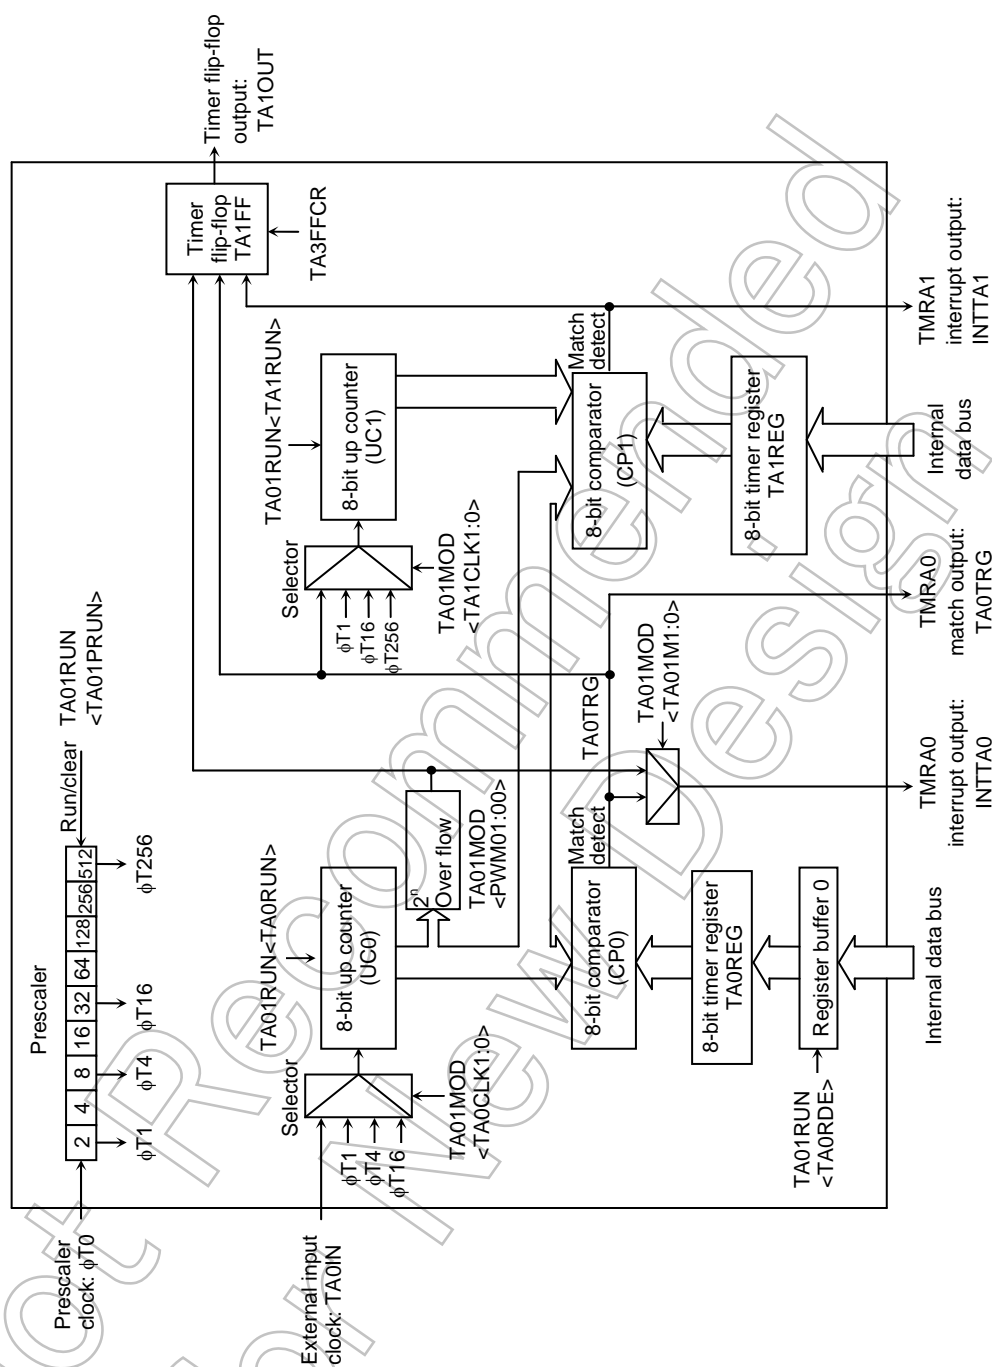 Prescaler
clock: ϕT0
Prescaler
2 4 8 16 32 64 128 256 512
Run/clear
TA01RUN
<TA01PRUN>
ϕT1
ϕT4
ϕT16
ϕT256
External input
clock: TA0IN
Selector
ϕT1
ϕT4
ϕT16
TA01MOD
<TA0CLK1:0>
TA01RUN<TA0RUN>
8-bit up counter
(UC0)
2ⁿ
Over flow
TA01MOD
<PWM01:00>
Selector
ϕT1
ϕT16
ϕT256
TA01MOD
<TA1CLK1:0>
TA01RUN<TA1RUN>
8-bit up counter
(UC1)
Timer
flip-flop
TA1FF
TA3FFCR
Timer flip-flop
output:
TA1OUT
8-bit comparator
(CP0)
Match
detect
TA0TRG
TA01MOD
<TA01M1:0>
8-bit comparator
(CP1)
Match
detect
8-bit timer register
TA0REG
8-bit timer register
TA1REG
TA01RUN
<TA0RDE>
Register buffer 0
Internal data bus
TMRA0
interrupt output:
INTTA0
TMRA0
match output:
TA0TRG
Internal
data bus
TMRA1
interrupt output:
INTTA1
Not Recommended
for New Design